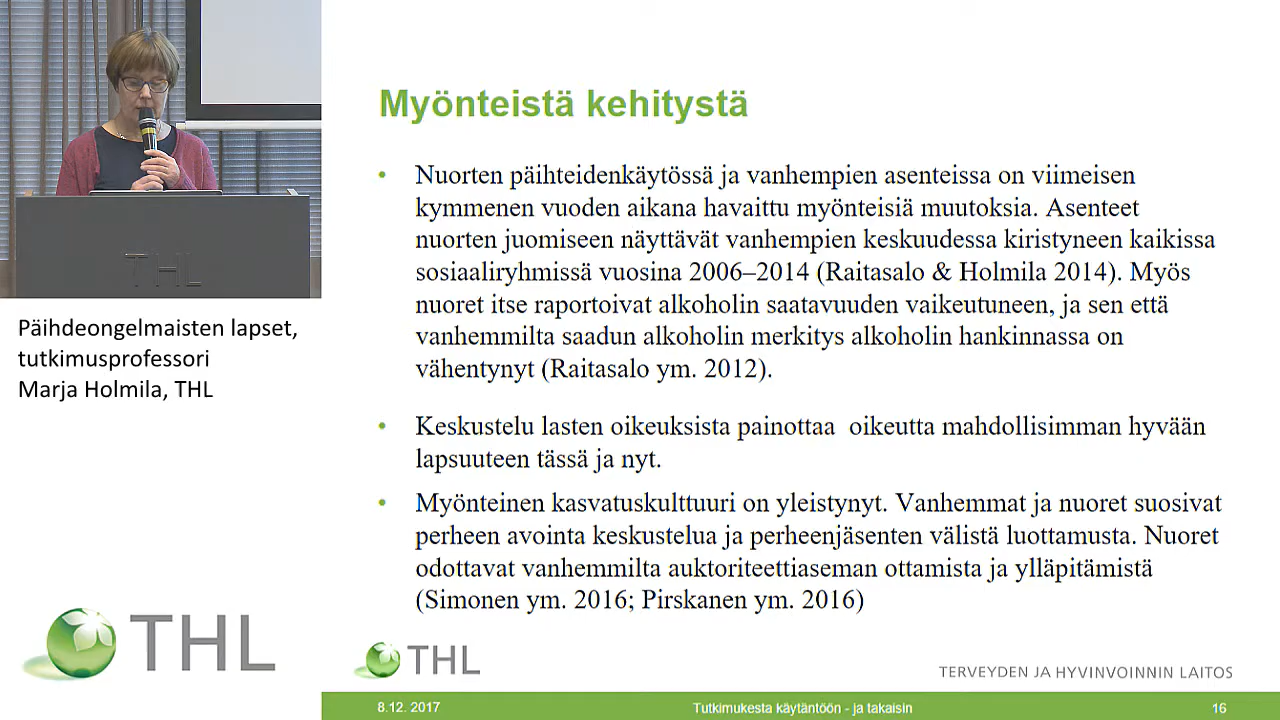 THL
Päihdeongelmaisten lapset,
tutkimusprofessori
Marja Holmila, THL
THL
Myönteistä kehitystä
• Nuorten päihteidenkäytössä ja vanhempien asenteissa on viimeisen
kymmenen vuoden aikana havaittu myönteisiä muutoksia. Asenteet
nuorten juomiseen näyttävät vanhempien keskuudessa kiristyneen kaikissa
sosiaaliryhmissä vuosina 2006–2014 (Raitasalo & Holmila 2014). Myös
nuoret itse raportoivat alkoholin saatavuuden vaikeutuneen, ja sen että
vanhemmilta saadun alkoholin merkitys alkoholin hankinnassa on
vähentynyt (Raitasalo ym. 2012).
• Keskustelu lasten oikeuksista painottaa  oikeutta mahdollisimman hyvään
lapsuuteen tässä ja nyt.
• Myönteinen kasvatuskulttuuri on yleistynyt. Vanhemmat ja nuoret suosivat
perheen avointa keskustelua ja perheenjäsenten välistä luottamusta. Nuoret
odottavat vanhemmilta auktoriteettiaseman ottamista ja ylläpitämistä
(Simonen ym. 2016; Pirskanen ym. 2016)
THL
TERVEYDEN JA HYVINVOINNIN LAITOS
8.12. 2017
Tutkimukesta käytäntöön - ja takaisin
16